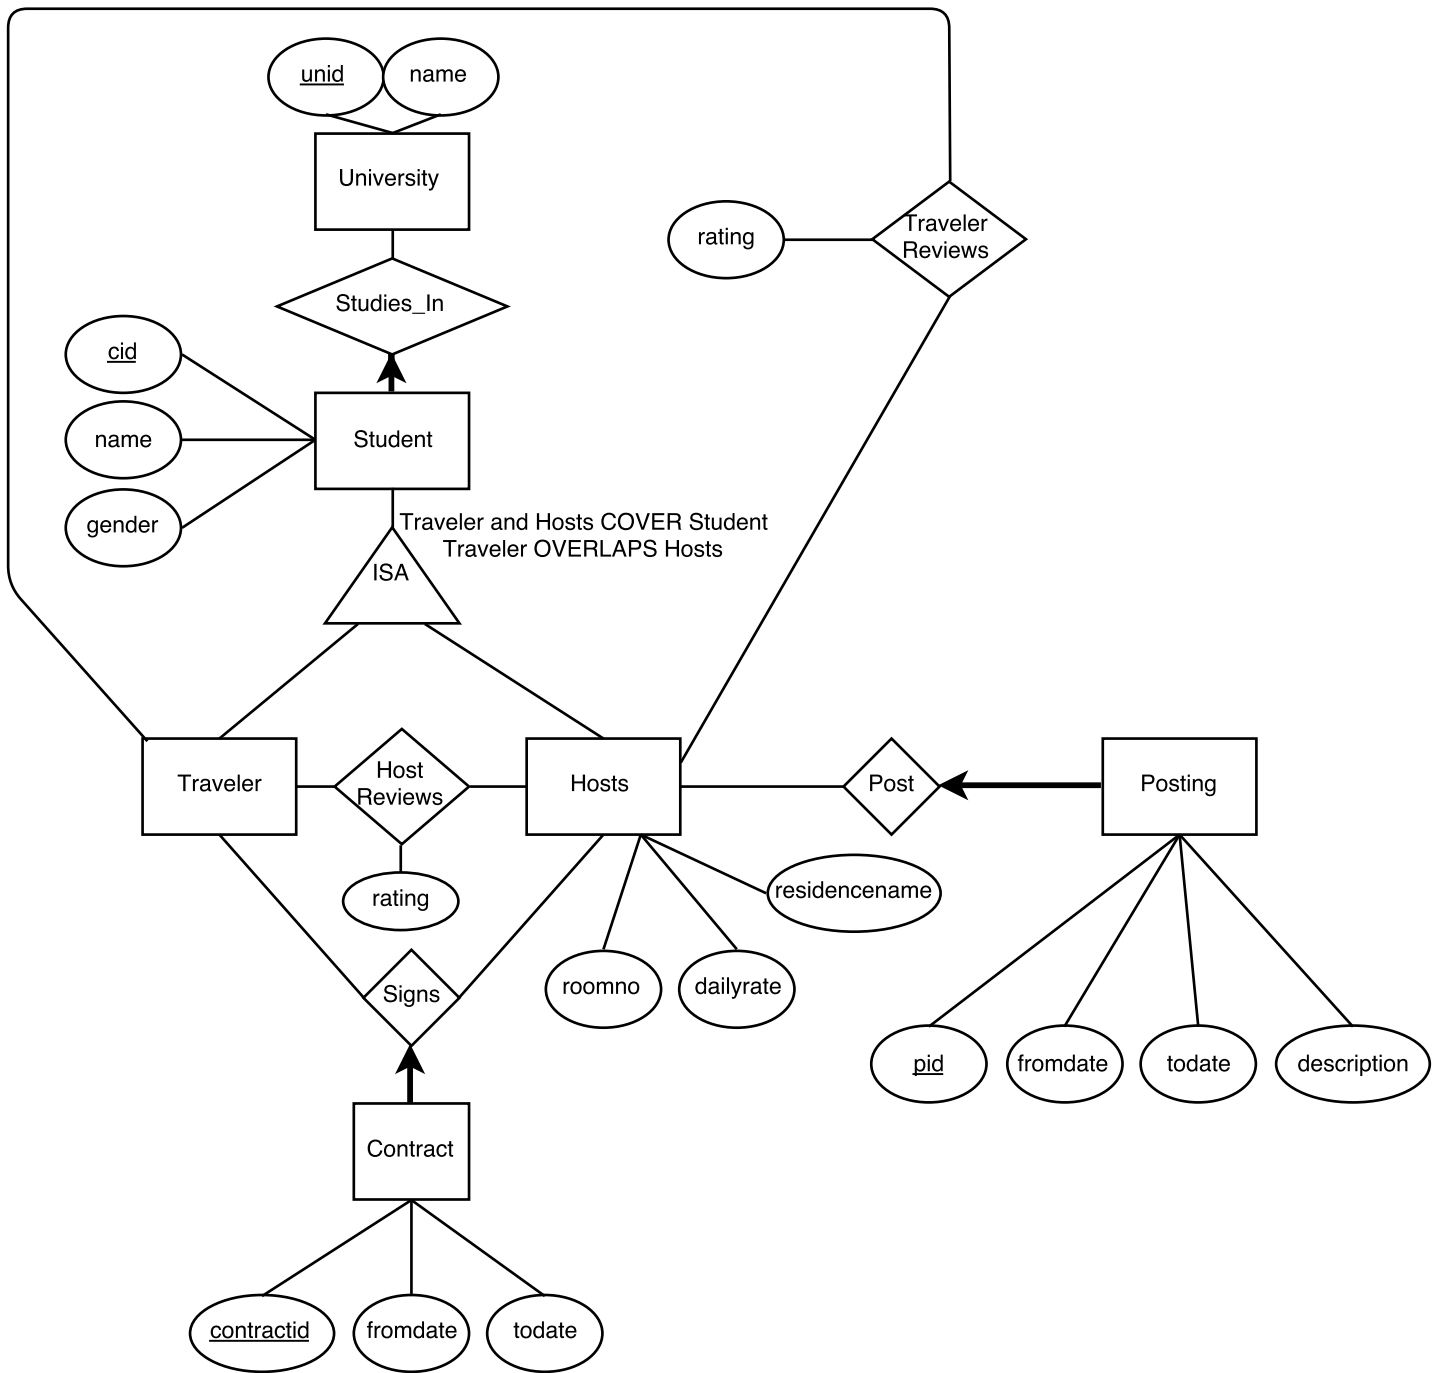 unid
name
University
Traveler
Reviews
rating
Studies_In
cid
name
gender
Student
Traveler and Hosts COVER Student
Traveler OVERLAPS Hosts
ISA
Traveler
Host
Reviews
Hosts
Post
Posting
rating
residencename
Signs
roomno
dailyrate
pid
fromdate
todate
description
Contract
contractid
fromdate
todate